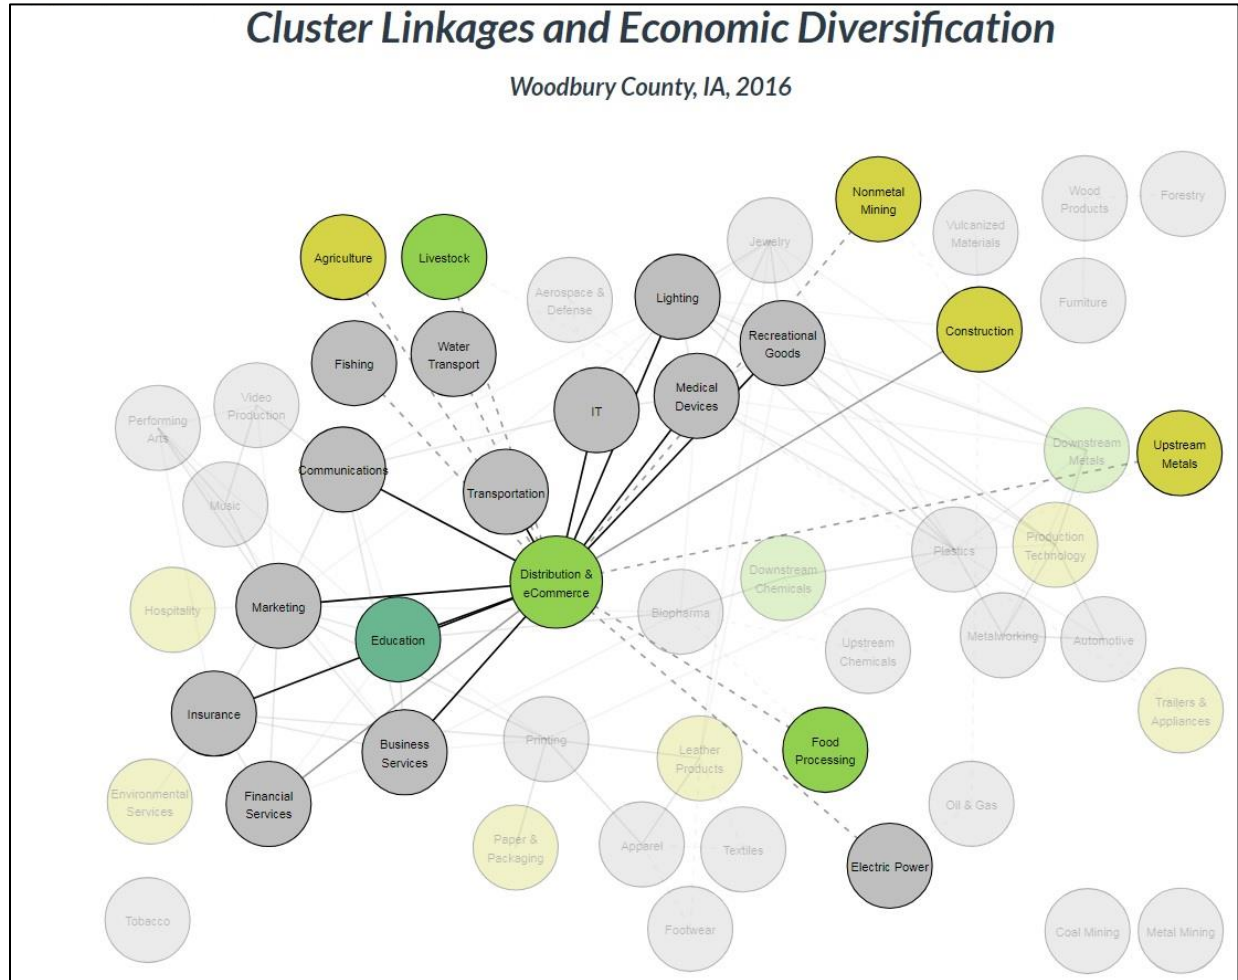 Cluster Linkages and Economic Diversification
Woodbury County, IA, 2016
Nonmetal
Mining
Wood
Products
Forestry
Vulcanized
Materials
Jewelry
Agriculture
Livestock
Aerospace &
Defense
Lighting
Furniture
Construction
Recreational
Goods
Fishing
Water
Transport
IT
Medical
Devices
Video
Production
Performing
Arts
Communications
Downstream
Metals
Upstream
Metals
Transportation
Music
Plastics
Production
Technology
Distribution &
eCommerce
Downstream
Chemicals
Hospitality
Marketing
Education
Biopharma
Upstream
Chemicals
Metalworking
Automotive
Insurance
Business
Services
Printing
Leather
Products
Food
Processing
Trailers &
Appliances
Environmental
Services
Financial
Services
Oil & Gas
Paper &
Packaging
Apparel
Textiles
Electric Power
Tobacco
Footwear
Coal Mining
Metal Mining